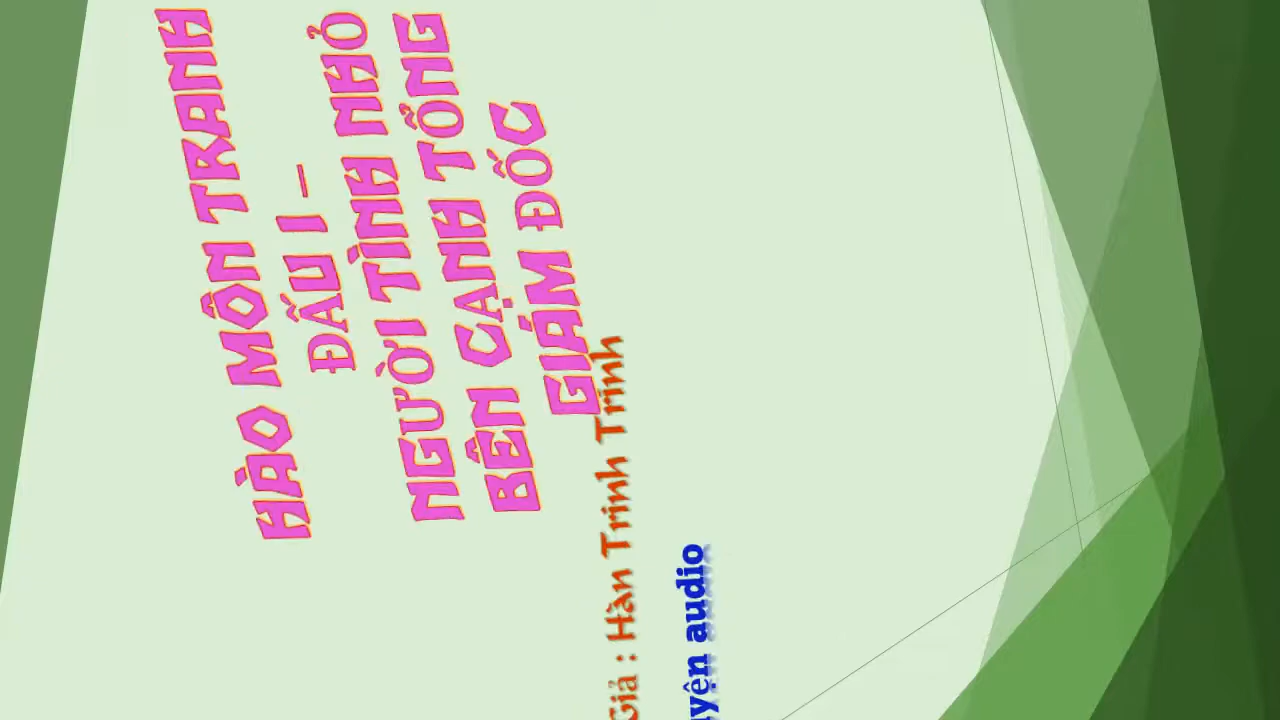 HÀO MÔN TRANH
ĐẤU I –
NGƯỜI TÌNH NHỎ
BÊN CẠNH TỔNG
GIÁM ĐỐC
Giả : Hàn Trinh Trinh
uyện audio